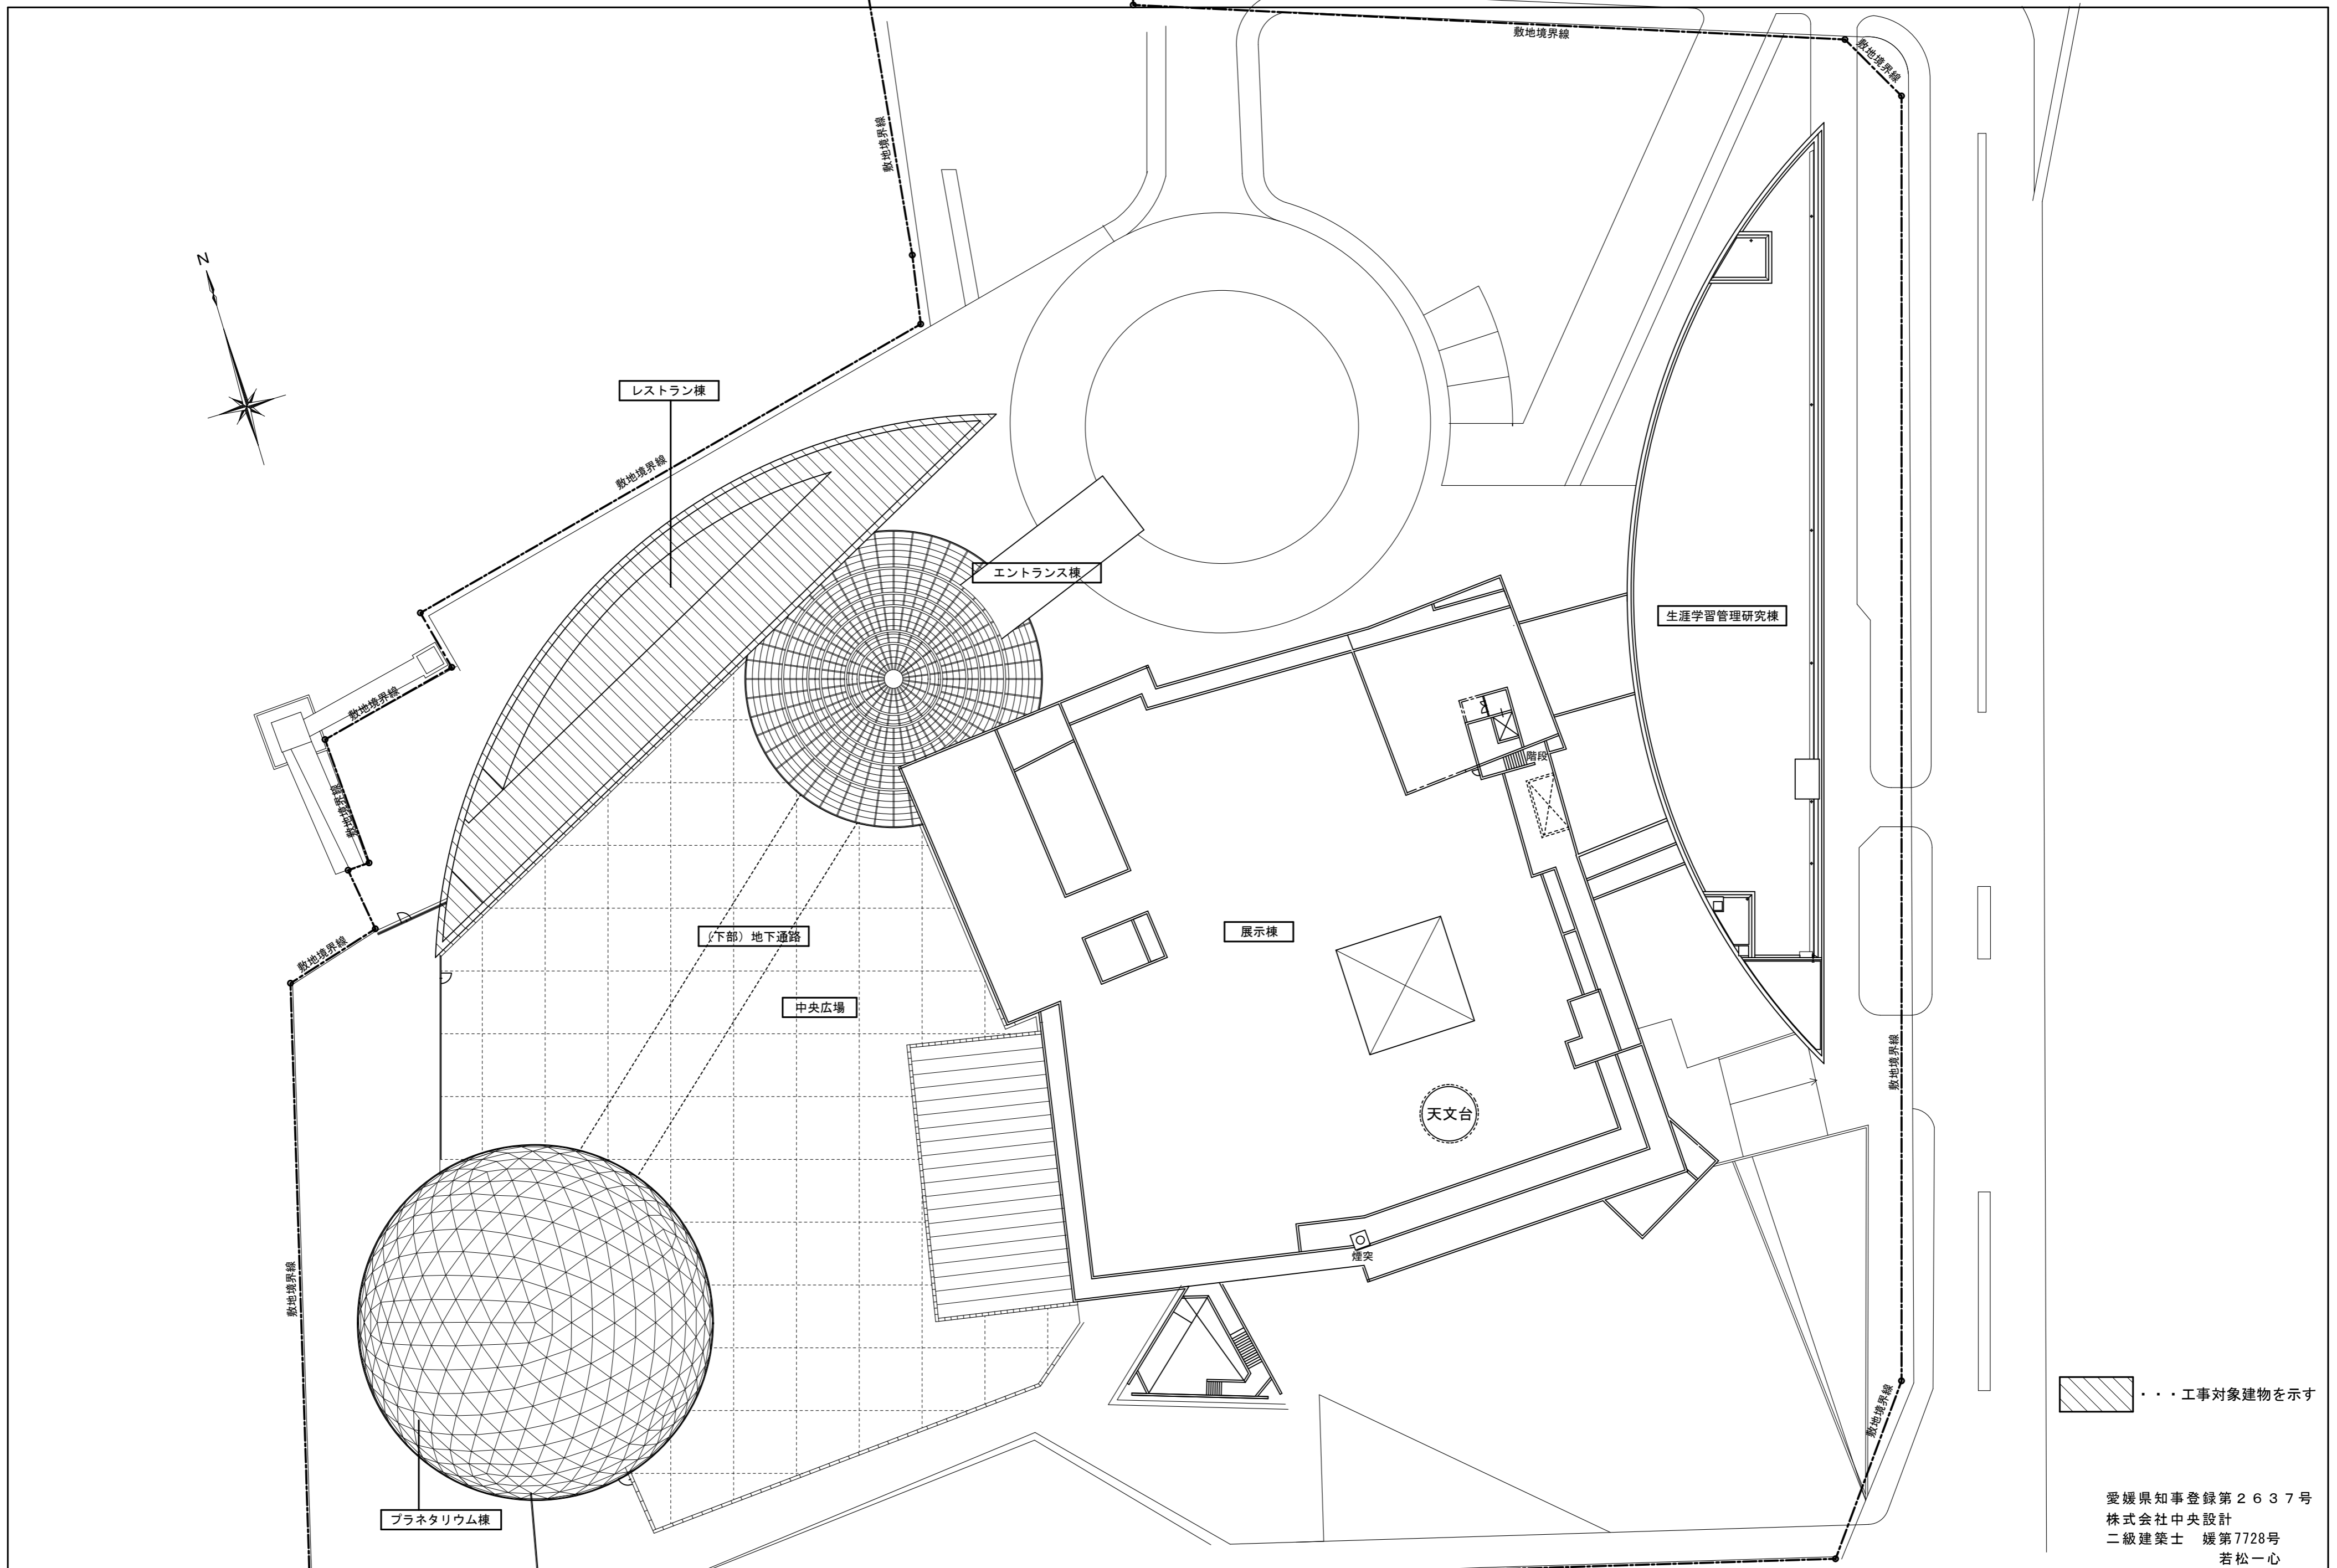 敷地境界線
敷地境界線
敷地境界線
N
レストラン棟
敷地境界線
エントランス棟
生涯学習管理研究棟
敷地境界線
階段
敷地境界線
(下部)地下通路
展示棟
敷地境界線
中央広場
敷地境界線
天文台
煙突
敷地境界線
・・・工事対象建物を示す
敷地境界線
プラネタリウム棟
愛媛県知事登録第2637号
株式会社中央設計
二級建築士 媛第7728号
若松一心